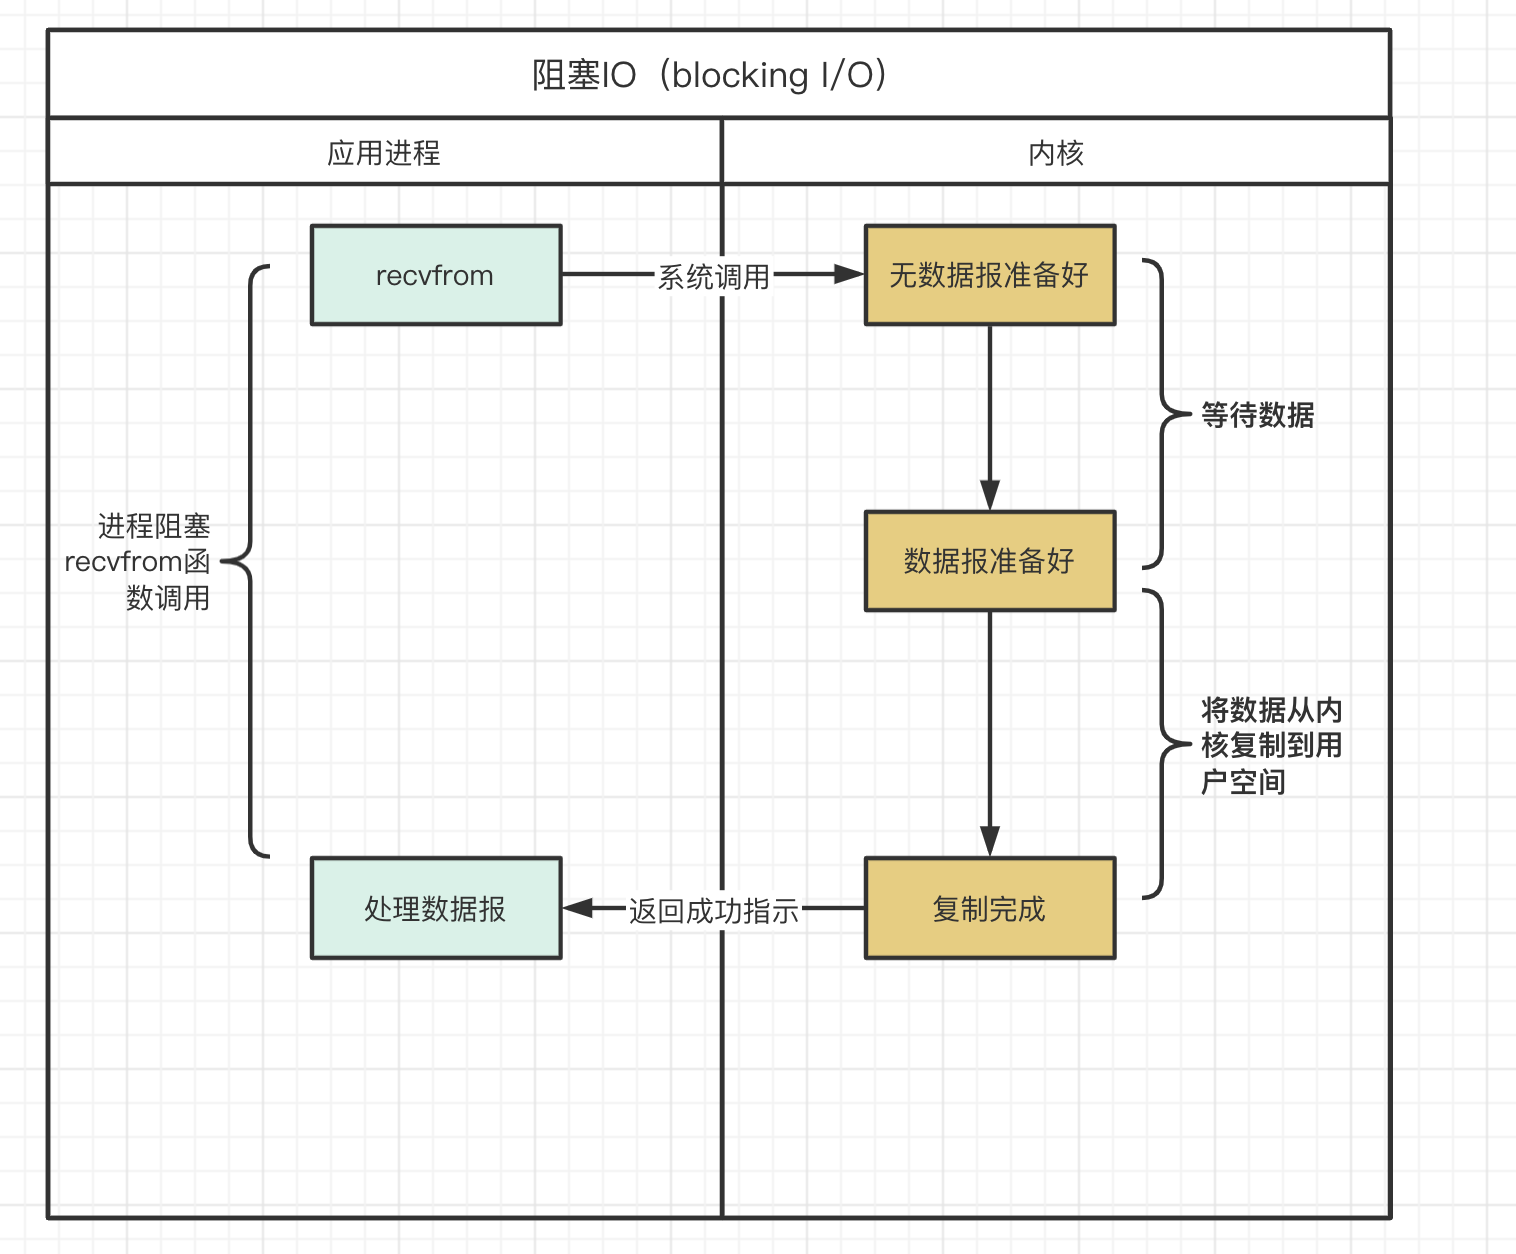 阻塞IO（blocking I/O）
应用进程
内核
recvfrom
系统调用
无数据报准备好
等待数据
进程阻塞
recvfrom函
数调用
数据报准备好
将数据从内
核复制到用
户空间
处理数据报
返回成功指示
复制完成